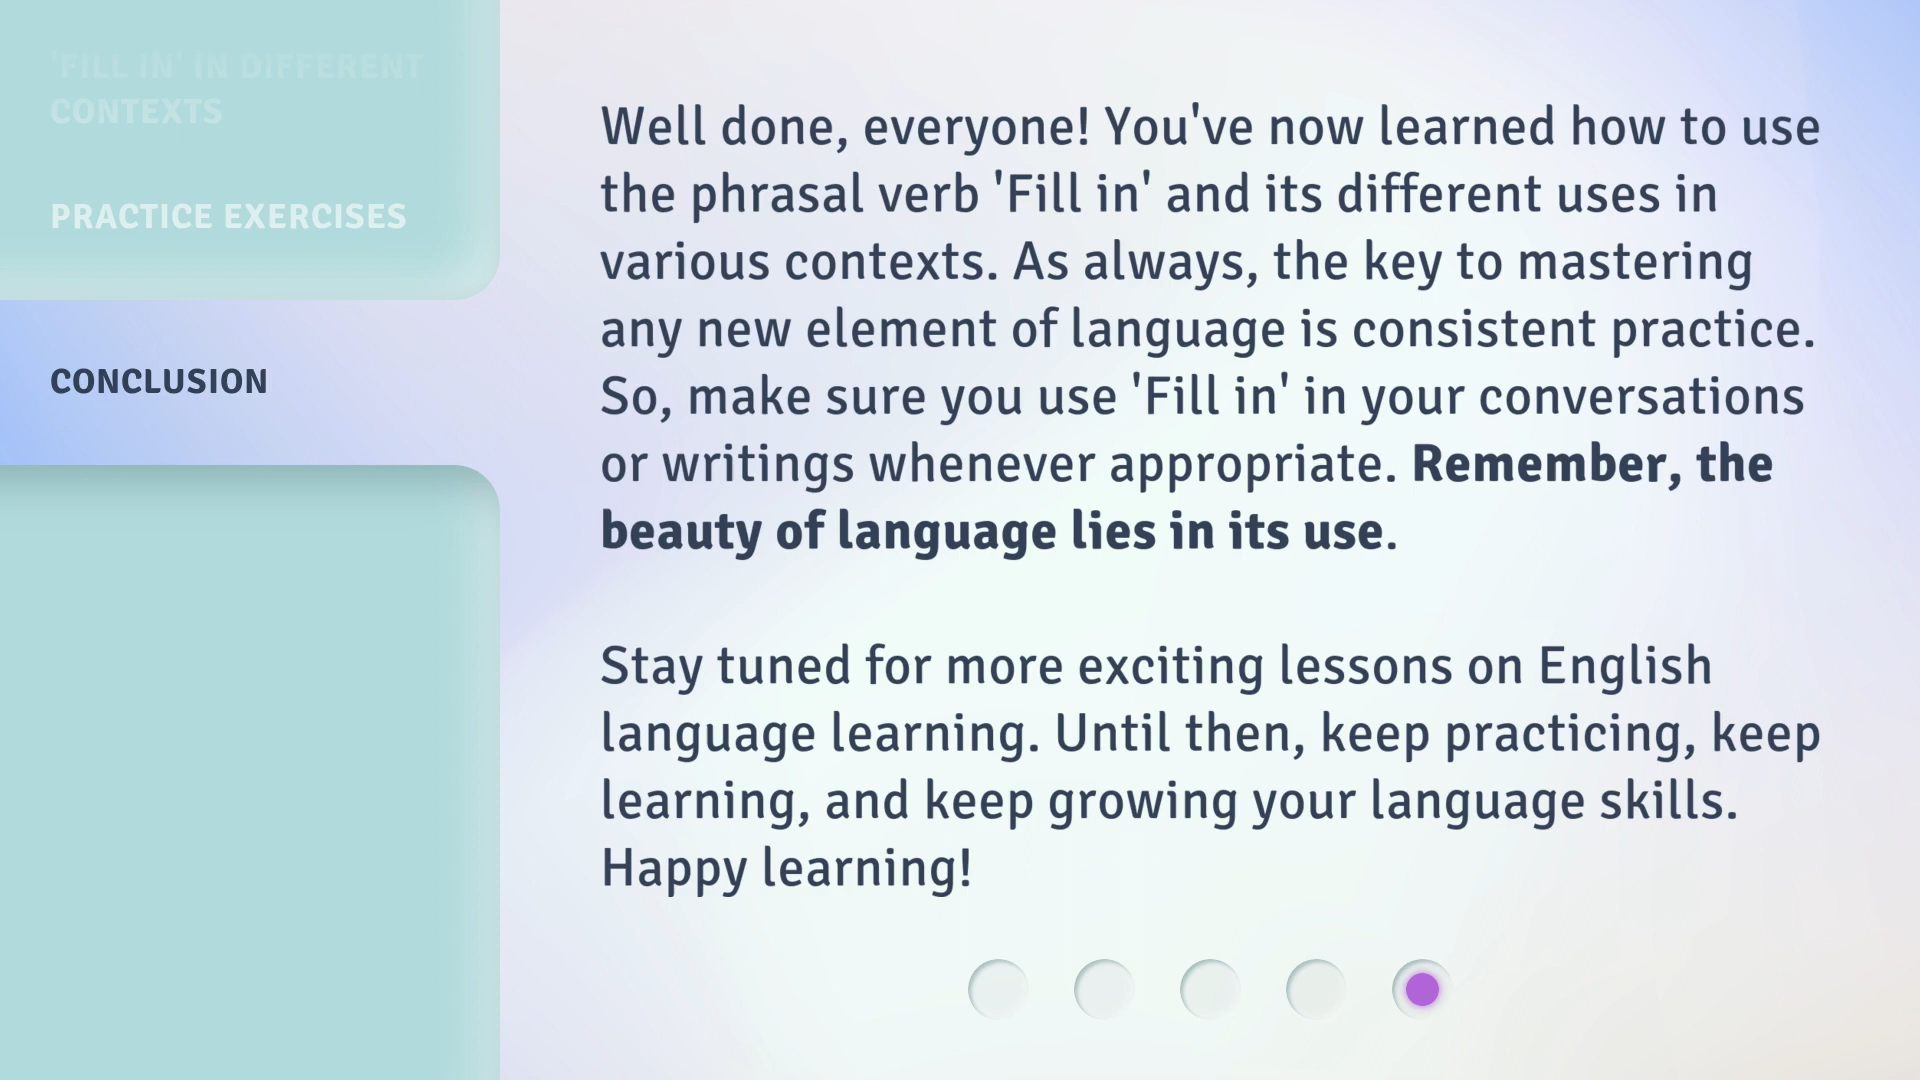 'FILL IN' IN DIFFERENT
CONTEXTS
PRACTICE EXERCISES
CONCLUSION
Well done, everyone! You've now learned how to use
the phrasal verb 'Fill in' and its different uses in
various contexts. As always, the key to mastering
any new element of language is consistent practice.
So, make sure you use 'Fill in' in your conversations
or writings whenever appropriate. Remember, the
beauty of language lies in its use.
Stay tuned for more exciting lessons on English
language learning. Until then, keep practicing, keep
learning, and keep growing your language skills.
Happy learning!